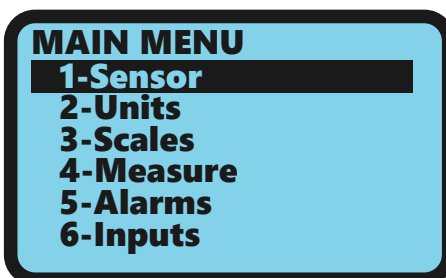 MAIN MENU
1-Sensor
2-Units
3-Scales
4-Measure
5-Alarms
6-Inputs